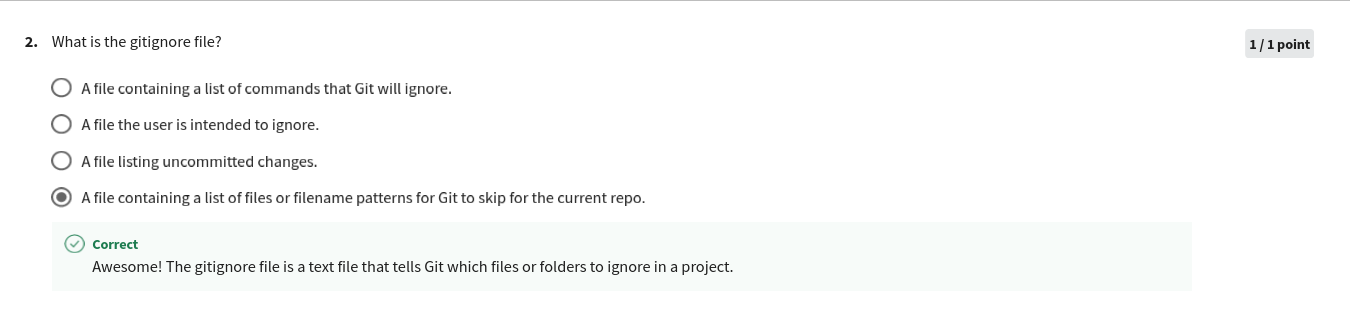 2. What is the gitignore file?
1 / 1 point
A file containing a list of commands that Git will ignore.
A file the user is intended to ignore.
A file listing uncommitted changes.
A file containing a list of files or filename patterns for Git to skip for the current repo.
Correct
Awesome! The gitignore file is a text file that tells Git which files or folders to ignore in a project.